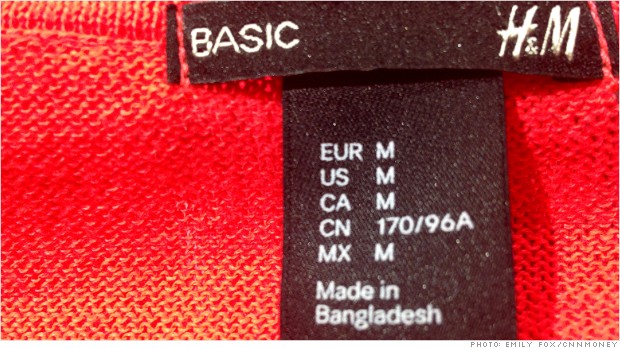 BASIC H&M
EUR M
US M
CA M
CN 170/96A
MX M
Made in
Bangladesh
PHOTO: EMILY FOX/CNNMONEY